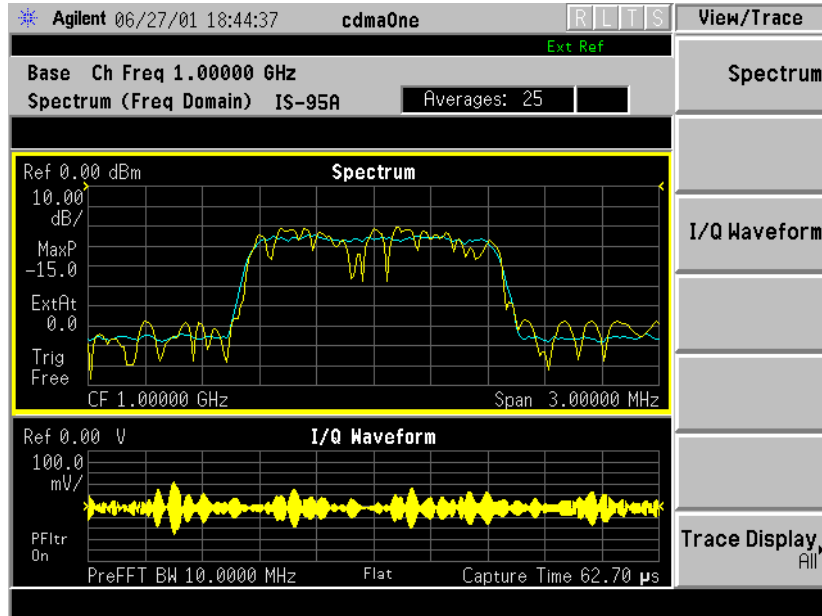 Agilent 06/27/01 18:44:37 cdmaOne R L T S View/Trace
Ext Ref
Base Ch Freq 1.00000 GHz
Spectrum (Freq Domain) IS-95A Averages: 25
Spectrum
I/Q Waveform
Trace Display
All
Ref 0.00 dBm Spectrum
10.00
dB/
MaxP
-15.0
ExtAt
0.0
Trig
Free
CF 1.00000 GHz Span 3.00000 MHz
Ref 0.00 V I/Q Waveform
100.0
mV/
PFltr
On
PreFFT BW 10.0000 MHz Flat Capture Time 62.70 µs